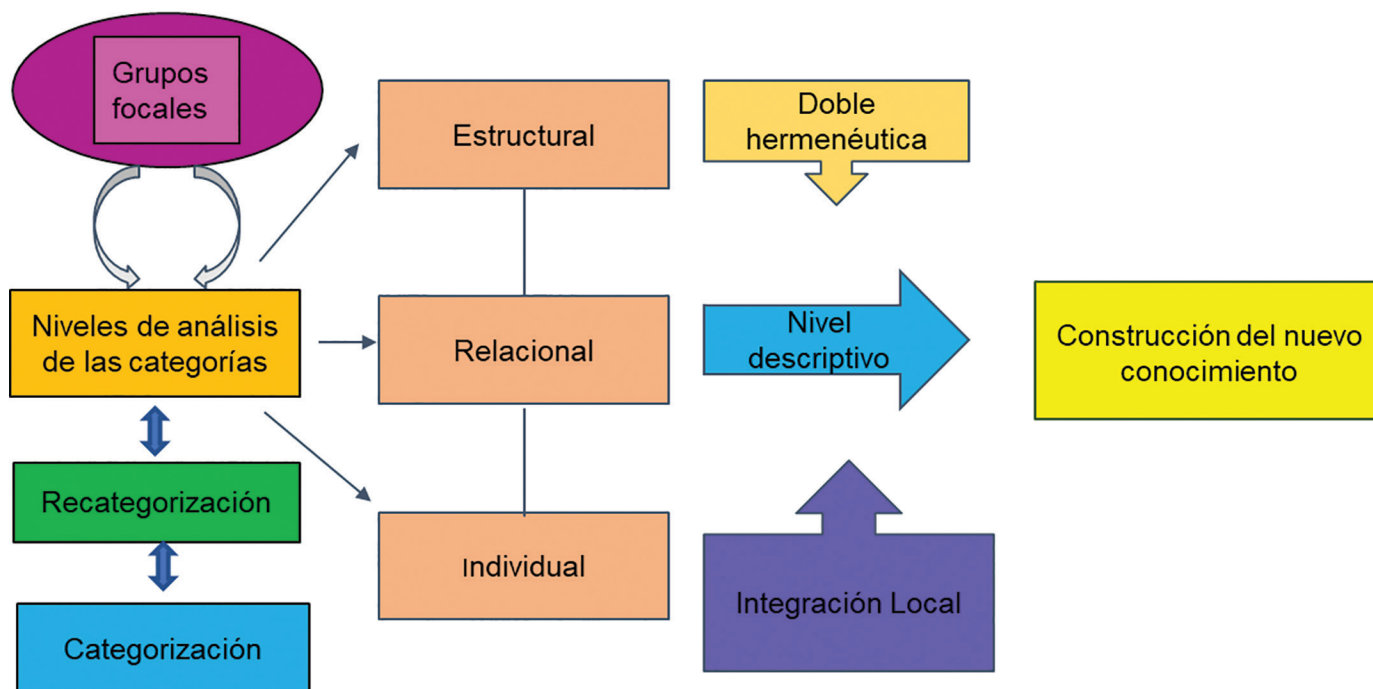 Grupos
focales
Estructural
Doble
hermenéutica
Niveles de análisis
de las categorías
Relacional
Nivel
descriptivo
Construcción del nuevo
conocimiento
Recategorización
Individual
Integración Local
Categorización